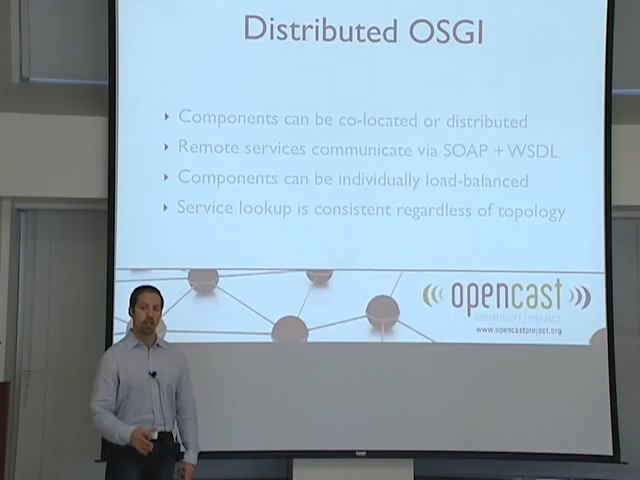 Distributed OSGI
Components can be co-located or distributed
Remote services communicate via SOAP + WSDL
Components can be individually load-balanced
Service lookup is consistent regardless of topology
opencast
COMMUNITY PROJECT
www.opencastproject.org